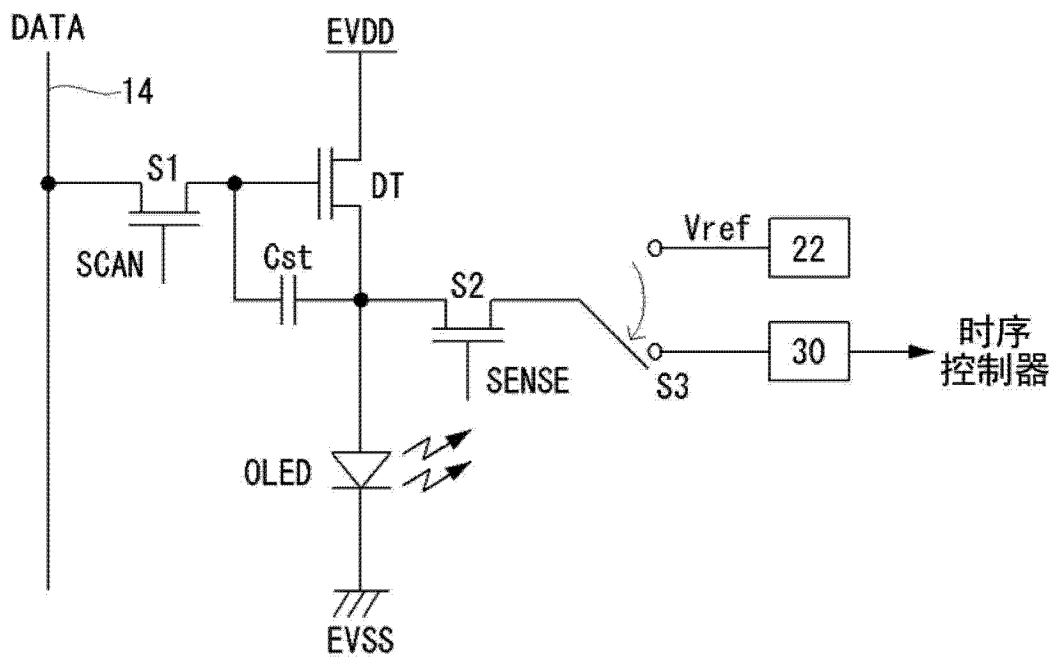 DATA
EVDD
14
S1
DT
SCAN
Cst
S2
Vref
22
SENSE
S3
30
时序
控制器
OLED
EVSS